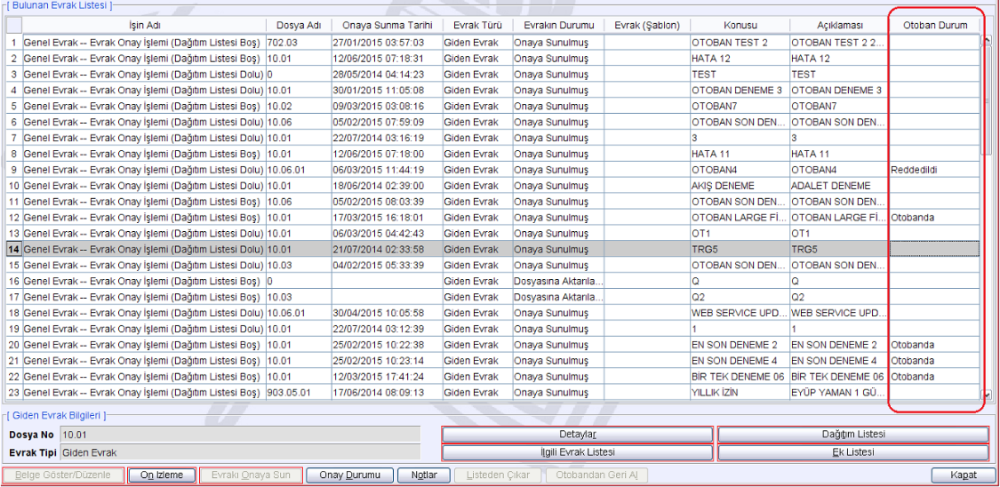 [ Bulunan Evrak Listesi ]
İşin Adı Dosya Adı Onaya Sunma Tarihi Evrak Türü Evrakın Durumu Evrak (Şablon) Konusu Açıklaması Otoban Durum
1 Genel Evrak -- Evrak Onay İşlemi (Dağıtım Listesi Boş) 702.03 27/01/2015 03:57:03 Giden Evrak Onaya Sunulmuş OTOBAN TEST 2 OTOBAN TEST 2 2...
2 Genel Evrak -- Evrak Onay İşlemi (Dağıtım Listesi Boş) 10.01 12/06/2015 07:18:31 Giden Evrak Onaya Sunulmuş HATA 12 HATA 12
3 Genel Evrak -- Evrak Onay İşlemi (Dağıtım Listesi Dolu) 0 28/05/2014 04:14:23 Giden Evrak Onaya Sunulmuş TEST TEST
4 Genel Evrak -- Evrak Onay İşlemi (Dağıtım Listesi Dolu) 10.01 30/01/2015 11:05:08 Giden Evrak Onaya Sunulmuş OTOBAN DENEME 3 OTOBAN DENEME 3
5 Genel Evrak -- Evrak Onay İşlemi (Dağıtım Listesi Boş) 10.02 09/03/2015 03:08:16 Giden Evrak Onaya Sunulmuş OTOBAN7 OTOBAN7
6 Genel Evrak -- Evrak Onay İşlemi (Dağıtım Listesi Dolu) 10.06 05/02/2015 07:59:09 Giden Evrak Onaya Sunulmuş OTOBAN SON DEN... OTOBAN SON DEN...
7 Genel Evrak -- Evrak Onay İşlemi (Dağıtım Listesi Dolu) 10.01 22/07/2014 03:16:19 Giden Evrak Onaya Sunulmuş 3 3
8 Genel Evrak -- Evrak Onay İşlemi (Dağıtım Listesi Boş) 10.01 12/06/2015 07:18:00 Giden Evrak Onaya Sunulmuş HATA 11 HATA 11
9 Genel Evrak -- Evrak Onay İşlemi (Dağıtım Listesi Dolu) 10.06.01 06/03/2015 11:44:19 Giden Evrak Onaya Sunulmuş OTOBAN4 OTOBAN4 Reddedildi
10 Genel Evrak -- Evrak Onay İşlemi (Dağıtım Listesi Dolu) 10.01 18/06/2014 02:39:00 Giden Evrak Onaya Sunulmuş AKIŞ DENEME ADALET DENEME
11 Genel Evrak -- Evrak Onay İşlemi (Dağıtım Listesi Dolu) 10.06 05/02/2015 08:03:39 Giden Evrak Onaya Sunulmuş OTOBAN SON DEN... OTOBAN SON DEN...
12 Genel Evrak -- Evrak Onay İşlemi (Dağıtım Listesi Dolu) 10.01 17/03/2015 16:18:01 Giden Evrak Onaya Sunulmuş OTOBAN LARGE Fİ... OTOBAN LARGE Fİ... Otobanda
13 Genel Evrak -- Evrak Onay İşlemi (Dağıtım Listesi Dolu) 10.01 06/03/2015 04:42:43 Giden Evrak Onaya Sunulmuş OT1 OT1
14 Genel Evrak -- Evrak Onay İşlemi (Dağıtım Listesi Dolu) 10.01 21/07/2014 02:33:58 Giden Evrak Onaya Sunulmuş TRG5 TRG5
15 Genel Evrak -- Evrak Onay İşlemi (Dağıtım Listesi Dolu) 10.03 04/02/2015 05:33:39 Giden Evrak Onaya Sunulmuş OTOBAN SON DEN... OTOBAN SON DEN...
16 Genel Evrak -- Evrak Onay İşlemi (Dağıtım Listesi Boş) 0 Giden Evrak Dosyasına Aktarıla... Q Q
17 Genel Evrak -- Evrak Onay İşlemi (Dağıtım Listesi Boş) 10.03 Giden Evrak Dosyasına Aktarıla... Q2 Q2
18 Genel Evrak -- Evrak Onay İşlemi (Dağıtım Listesi Dolu) 10.06.01 30/04/2015 10:05:58 Giden Evrak Onaya Sunulmuş WEB SERVICE UPD... WEB SERVICE UPD...
19 Genel Evrak -- Evrak Onay İşlemi (Dağıtım Listesi Dolu) 10.01 22/07/2014 03:12:39 Giden Evrak Onaya Sunulmuş 1 1
20 Genel Evrak -- Evrak Onay İşlemi (Dağıtım Listesi Boş) 10.01 25/02/2015 10:22:38 Giden Evrak Onaya Sunulmuş EN SON DENEME 2 EN SON DENEME 2 Otobanda
21 Genel Evrak -- Evrak Onay İşlemi (Dağıtım Listesi Boş) 10.01 25/02/2015 10:23:14 Giden Evrak Onaya Sunulmuş EN SON DENEME 4 EN SON DENEME 4 Otobanda
22 Genel Evrak -- Evrak Onay İşlemi (Dağıtım Listesi Boş) 10.01 12/03/2015 17:41:24 Giden Evrak Onaya Sunulmuş BİR TEK DENEME 06 BİR TEK DENEME 06 Otobanda
23 Genel Evrak -- Evrak Onay İşlemi (Dağıtım Listesi Boş) 903.05.01 17/06/2014 08:09:13 Giden Evrak Onaya Sunulmuş YILLIK İZİN EYÜP YAMAN 1 GÜ...
[ Giden Evrak Bilgileri ]
Dosya No 10.01 Detaylar Dağıtım Listesi
Evrak Tipi Giden Evrak İlgili Evrak Listesi Ek Listesi
Belge Göster/Düzenle Ön İzleme Evrakı Onaya Sun Onay Durumu Notlar Listeden Çıkar Otobandan Geri Al Kapat